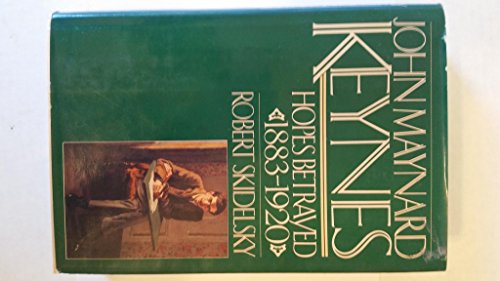 JOHN MAYNARD
KEYNES
HOPES BETRAYED
1883-1920
ROBERT SKIDELSKY